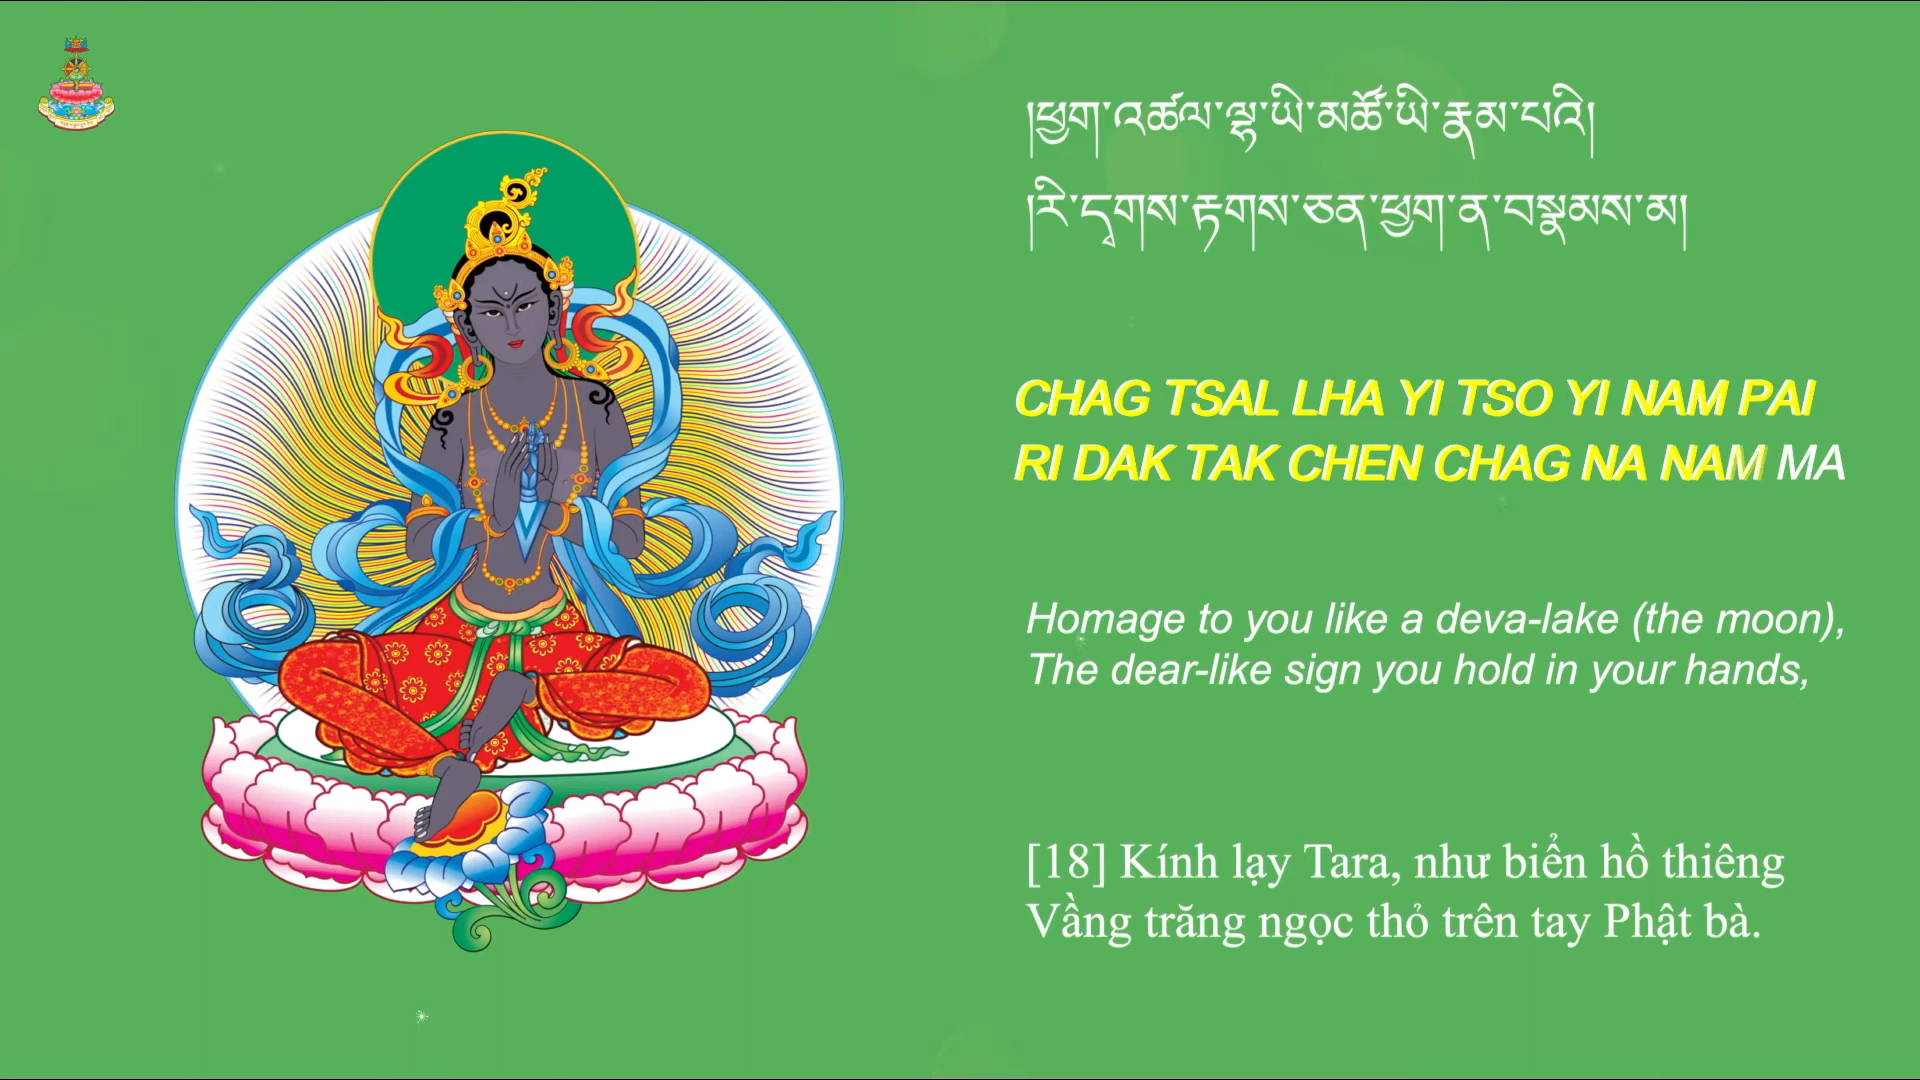 །ཕྱག་འཚལ་ལྷ་ཡི་མཚོ་ཡི་རྣམ་པའི།
།རི་དྭགས་རྟགས་ཅན་ཕྱག་ན་བསྣམས་མ།
CHAG TSAL LHA YI TSO YI NAM PAI
RI DAK TAK CHEN CHAG NA NAM MA
Homage to you like a deva-lake (the moon),
The dear-like sign you hold in your hands,
[18] Kính lạy Tara, như biển hồ thiêng
Vầng trăng ngọc thỏ trên tay Phật bà.